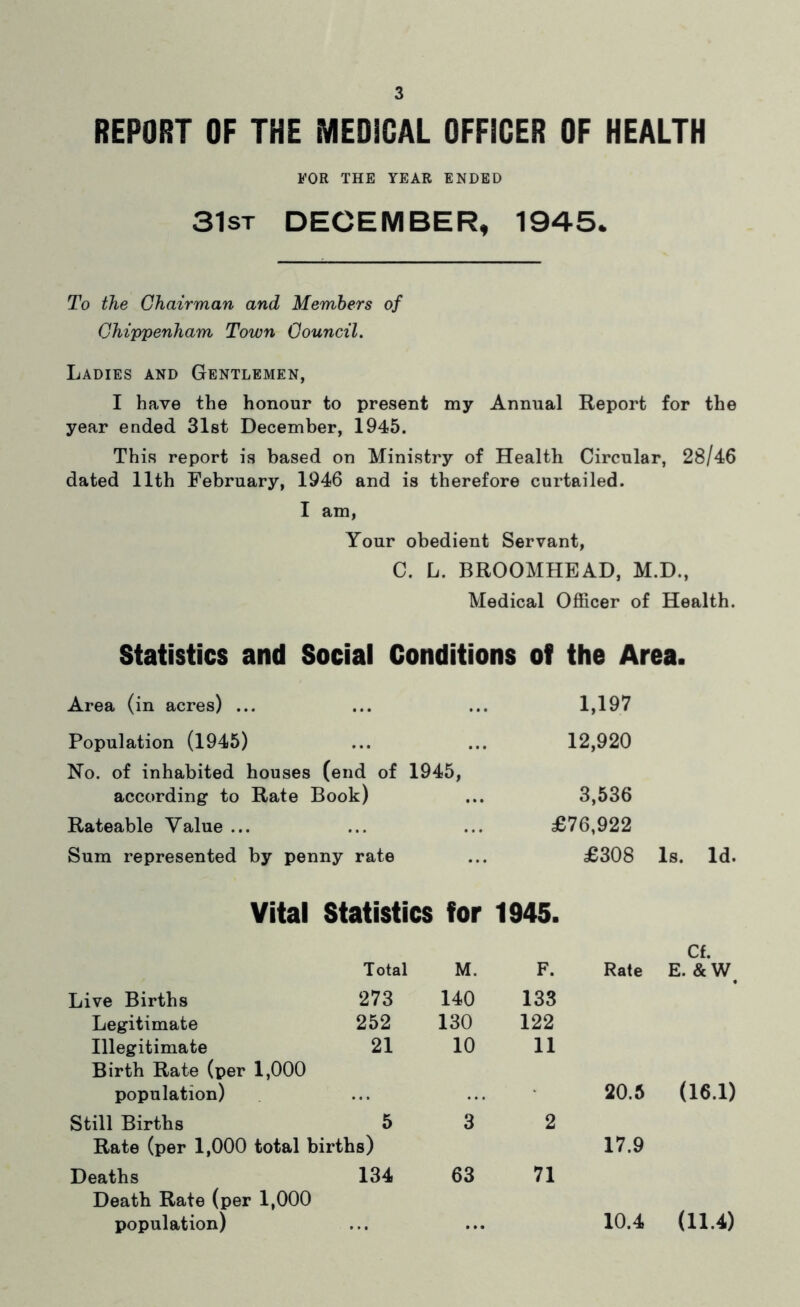 3
REPORT OF THE MEDICAL OFFICER OF HEALTH
FOR THE YEAR ENDED
31ST DECEMBER, 1945.
To the Chairman and Members of
Chippenham Town Council.
LADIES AND GENTLEMEN,
I have the honour to present my Annual Report for the
year ended 31st December, 1945.
This report is based on Ministry of Health Circular, 28/46
dated 11th February, 1946 and is therefore curtailed.
I am,
Your obedient Servant,
C. L. BROOMHEAD, M.D.,
Medical Officer of Health.
Statistics and Social Conditions of the Area.
Area (in acres) ... ... ... 1,197
Population (1945) ... ... 12,920
No. of inhabited houses (end of 1945,
according to Rate Book) ... 3,536
Rateable Value ... ... ... £76,922
Sum represented by penny rate ... £308 1s. 1d.
Vital Statistics for 1945.
Total M. F. Rate Cf. E. & W.
Live Births 273 140 133
Legitimate 252 130 122
Illegitimate 21 10 11
Birth Rate (per 1,000
population) ... ... 20.5 (16.1)
Still Births 5 3 2
Rate (per 1,000 total births) 17.9
Deaths 134 63 71
Death Rate (per 1,000
population) ... ... 10.4 (11.4)